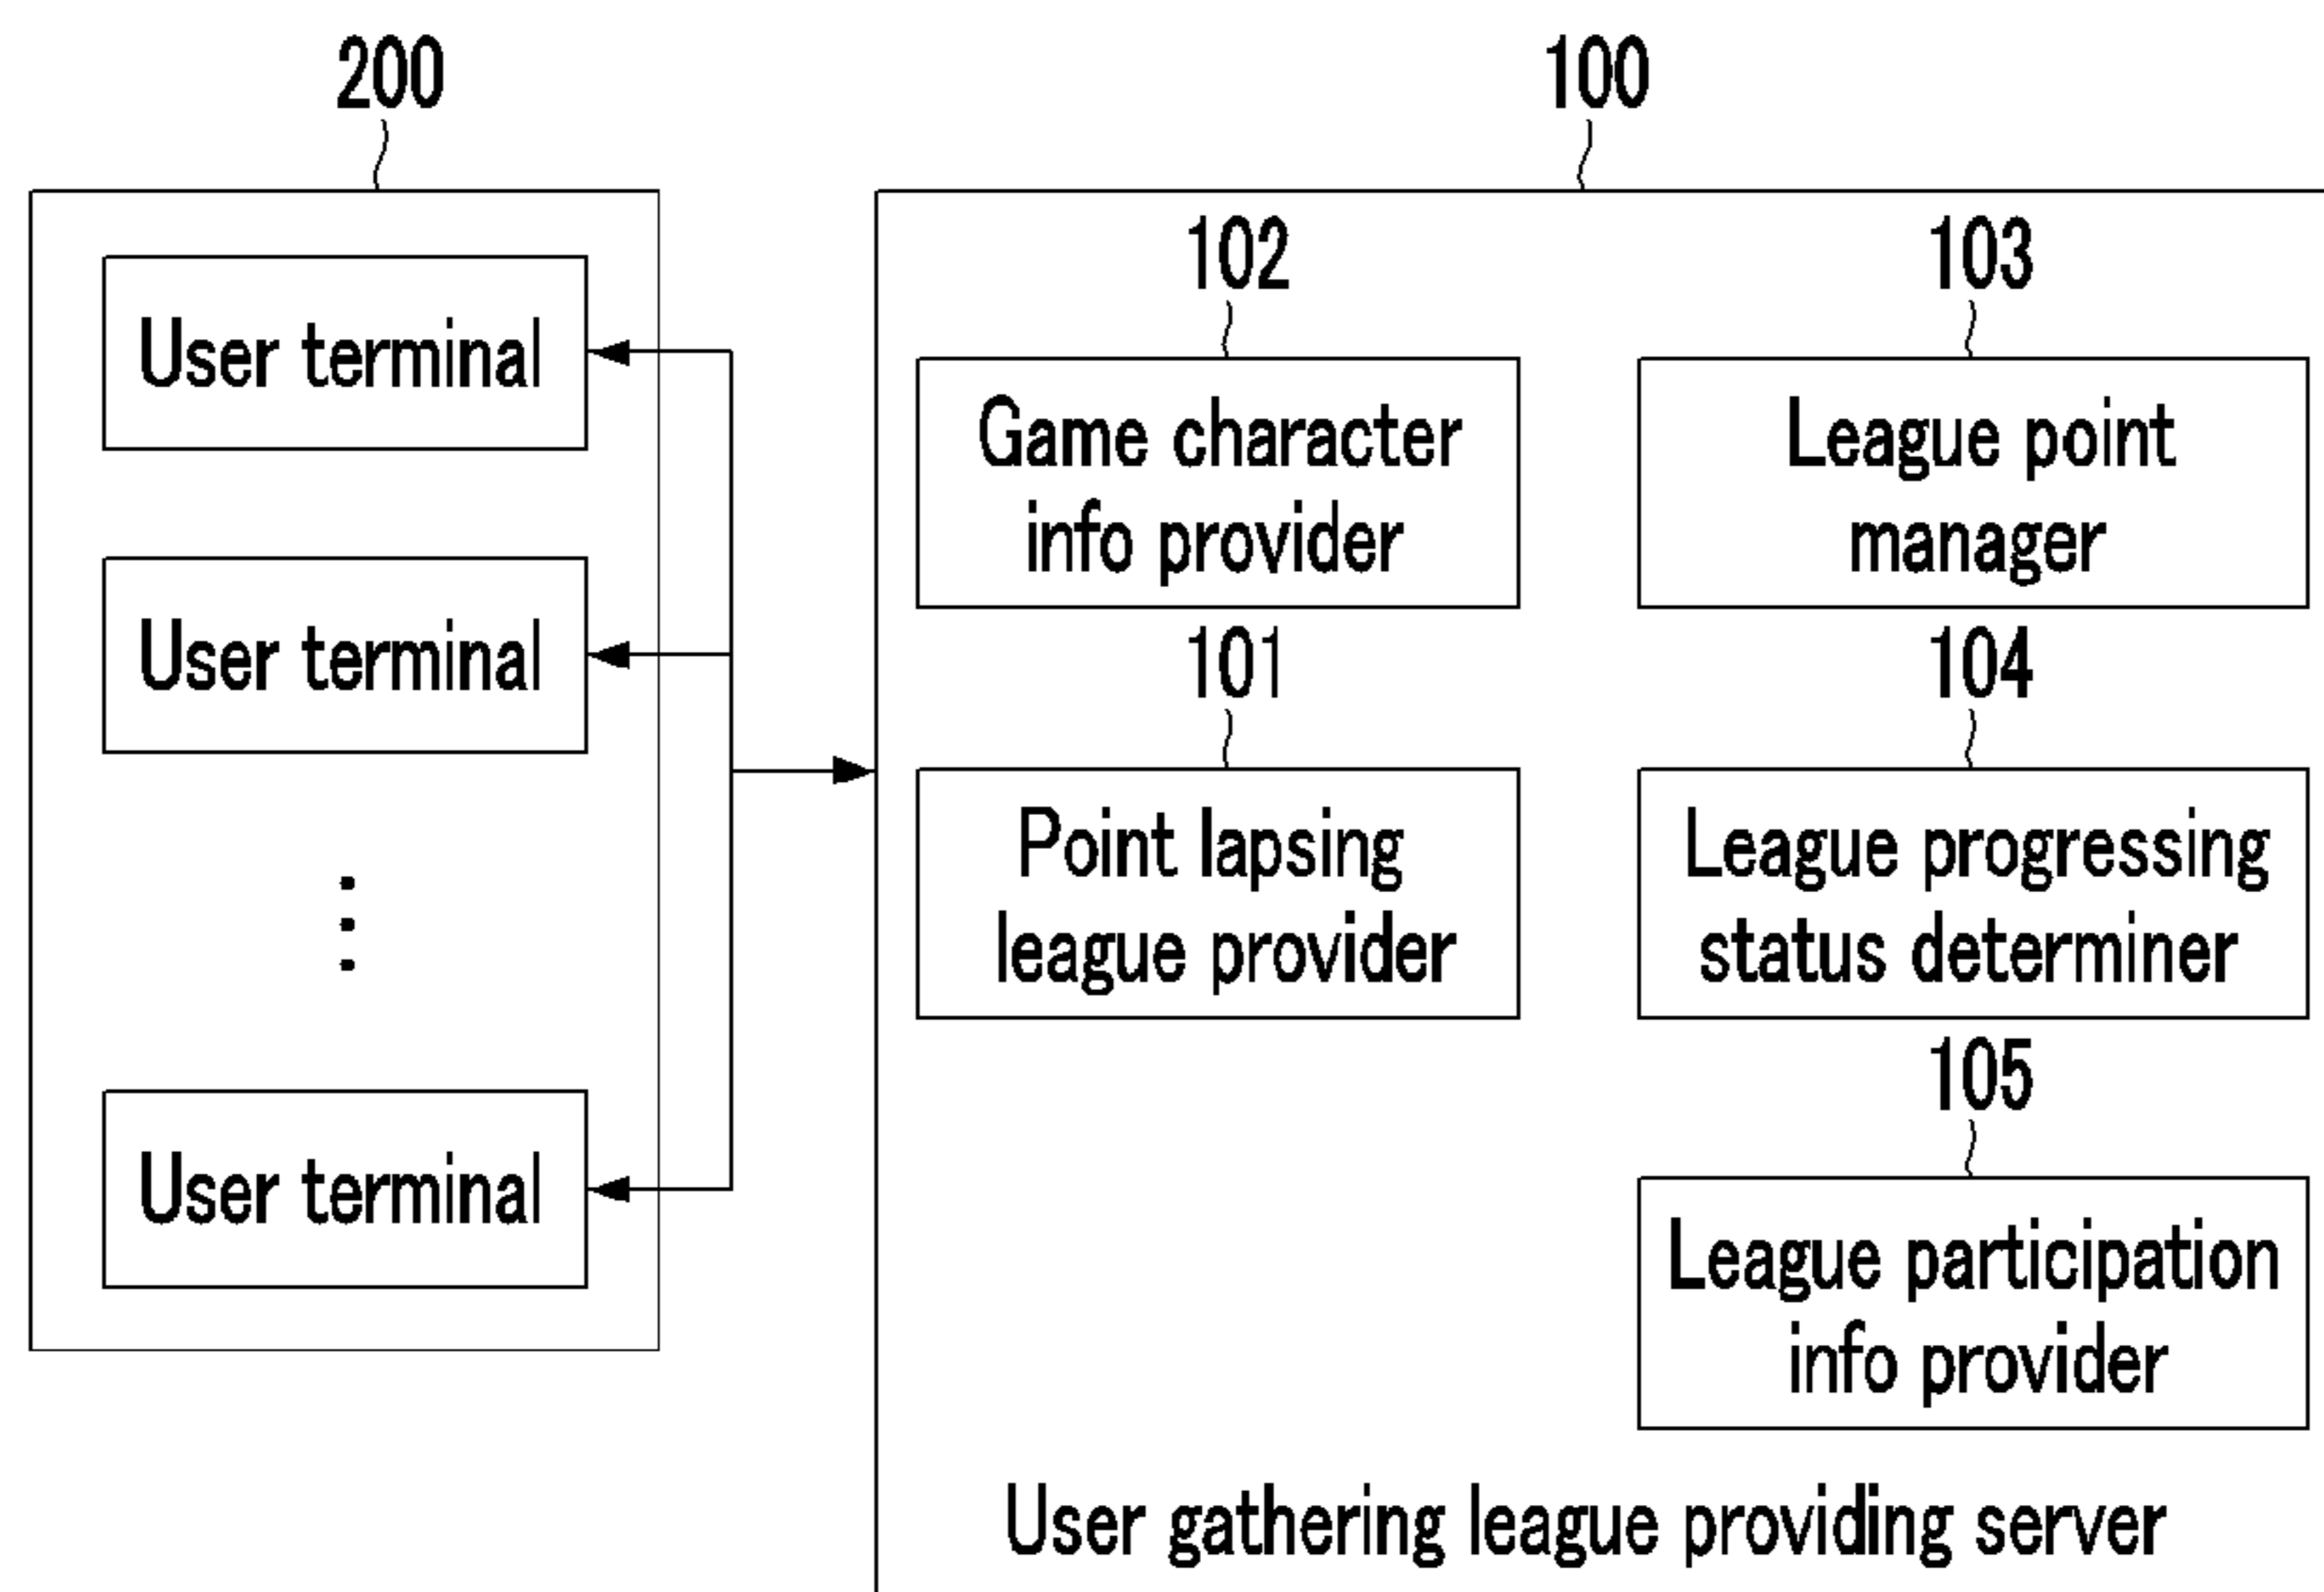 200
User terminal
User terminal
User terminal
100
102
Game character
info provider
103
League point
manager
101
Point lapsing
league provider
104
League progressing
status determiner
105
League participation
info provider
User gathering league providing server